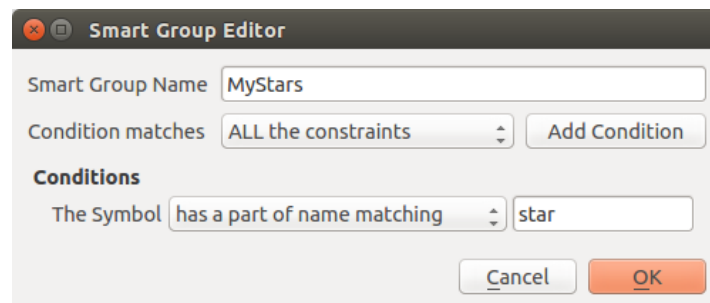 Smart Group Editor
Smart Group Name MyStars
Condition matches ALL the constraints Add Condition
Conditions
The Symbol has a part of name matching star
Cancel OK